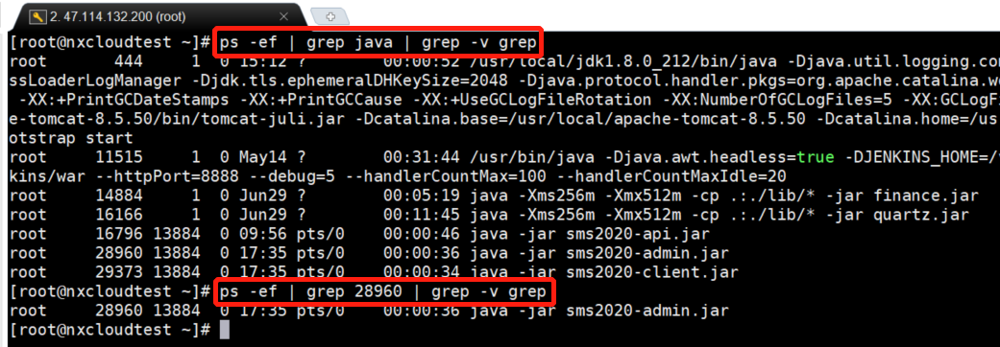 2. 47.114.132.200 (root)
[root@nxcloudtest ~]# ps -ef | grep java | grep -v grep
root 444 1 0 15:12 ? 00:00:52 /usr/local/jdk1.8.0_212/bin/java -Djava.util.logging.co
ssLoaderLogManager -Djdk.tls.ephemeralDHKeySize=2048 -Djava.protocol.handler.pkgs=org.apache.catalina.w
-XX:+PrintGCDateStamps -XX:+PrintGCCause -XX:+UseGCLogFileRotation -XX:NumberOfGCLogFiles=5 -XX:GCLogF
e-tomcat-8.5.50/bin/tomcat-juli.jar -Dcatalina.base=/usr/local/apache-tomcat-8.5.50 -Dcatalina.home=/us
otstrap start
root 11515 1 0 May14 ? 00:31:44 /usr/bin/java -Djava.awt.headless=true -DJENKINS_HOME=/
kins/war --httpPort=8888 --debug=5 --handlerCountMax=100 --handlerCountMaxIdle=20
root 14884 1 0 Jun29 ? 00:05:19 java -Xms256m -Xmx512m -cp .:./lib/* -jar finance.jar
root 16166 1 0 Jun29 ? 00:11:45 java -Xms256m -Xmx512m -cp .:./lib/* -jar quartz.jar
root 16796 13884 0 09:56 pts/0 00:00:46 java -jar sms2020-api.jar
root 28960 13884 0 17:35 pts/0 00:00:36 java -jar sms2020-admin.jar
root 29373 13884 0 17:35 pts/0 00:00:34 java -jar sms2020-client.jar
[root@nxcloudtest ~]# ps -ef | grep 28960 | grep -v grep
root 28960 13884 0 17:35 pts/0 00:00:36 java -jar sms2020-admin.jar
[root@nxcloudtest ~]#